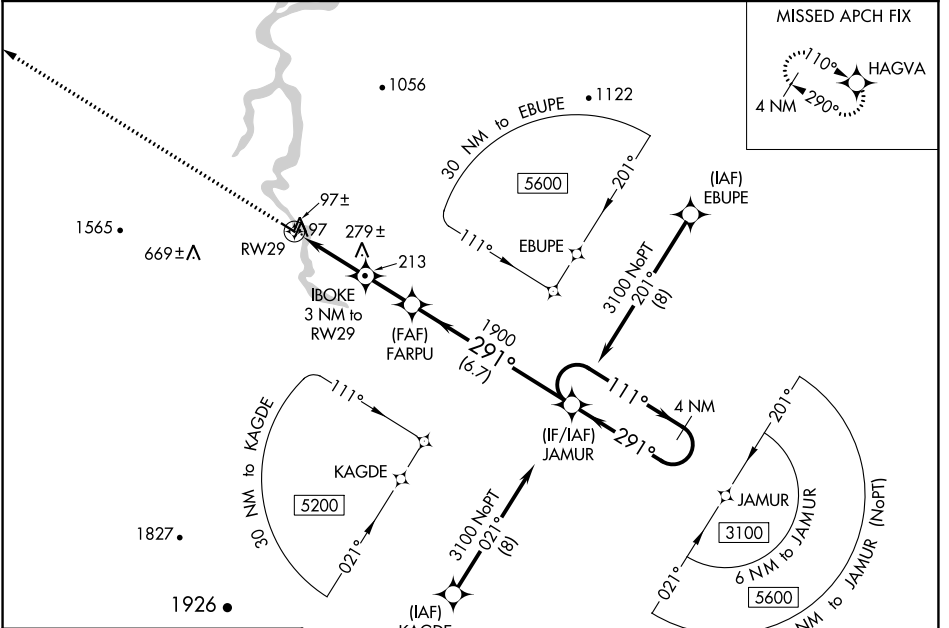 MISSED APCH FIX
110°
HAGVA
4 NM
290°
1056
1122
30 NM to EBUPE
5600
201°
111°
EBUPE
(IAF)
EBUPE
3100 NoPT
201°
(8)
1565
669±
97±
97
RW29
279±
213
IBOKE
3 NM to
RW29
(FAF)
FARPU
1900
291°
(6.7)
111°
4 NM
291°
(IF/IAF)
JAMUR
30 NM to KAGDE
111°
KAGDE
5200
021°
201°
JAMUR
3100
6 NM to JAMUR
021°
5600
NM to JAMUR (NoPT)
3100 NoPT
021°
(8)
1827
1926
(IAF)
KAGDE